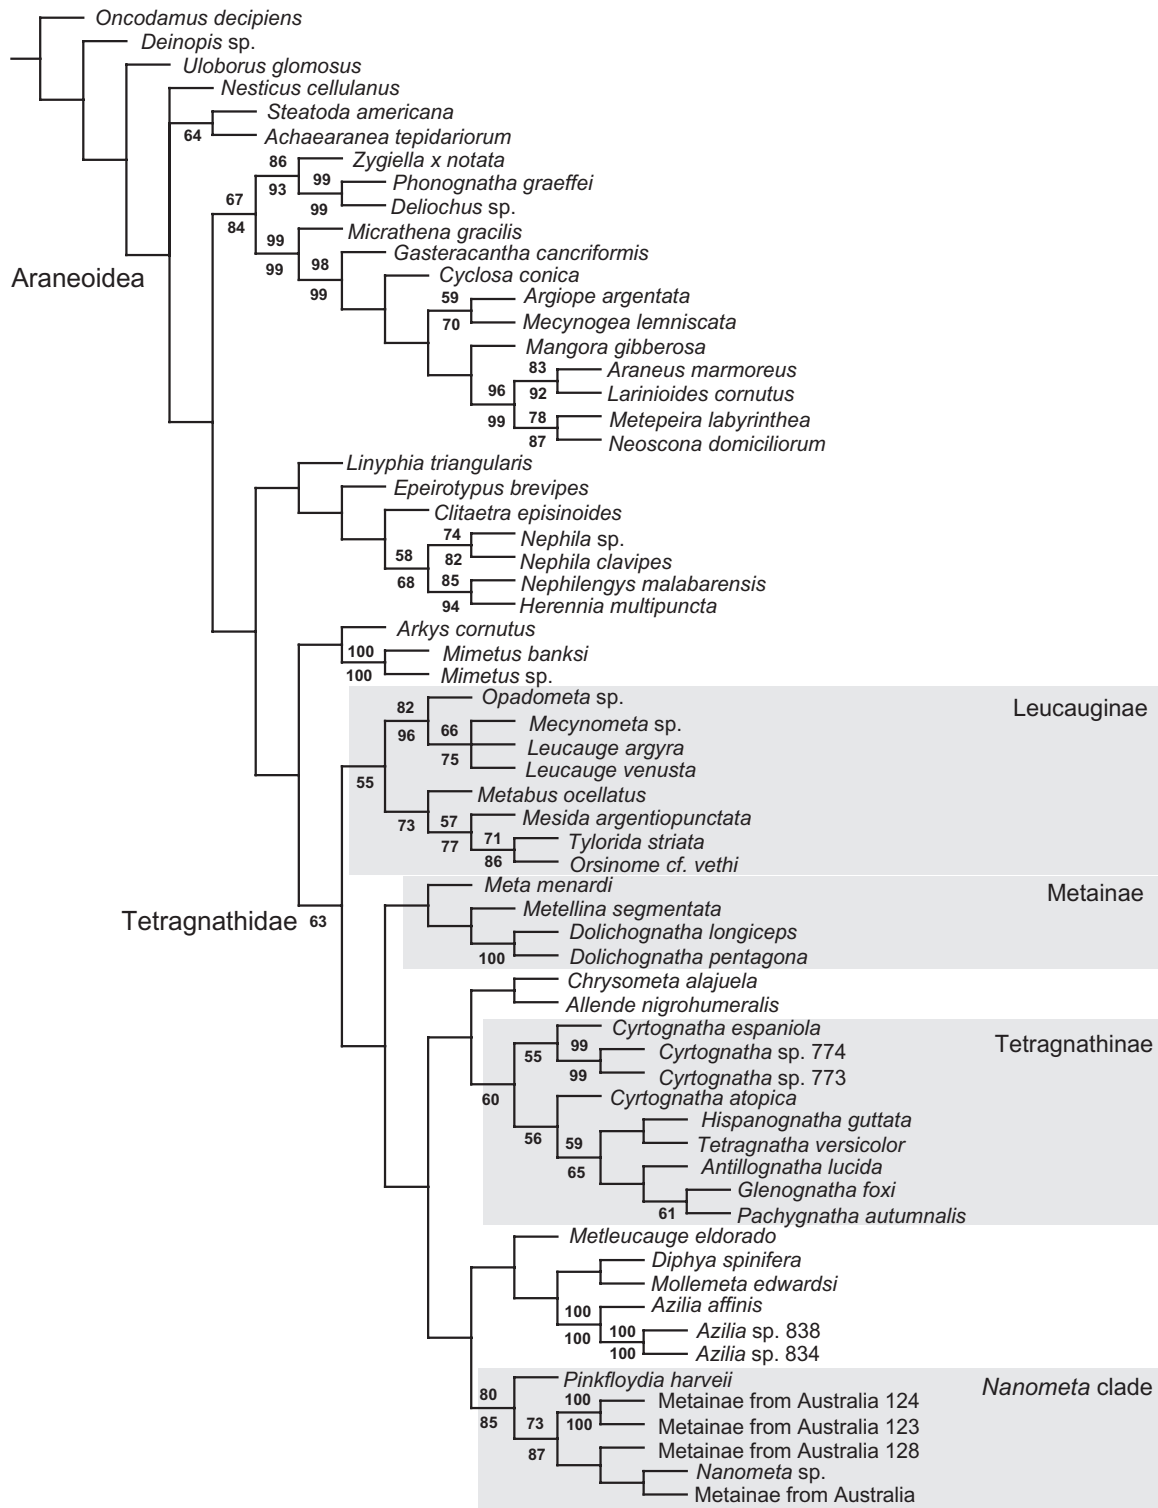 Oncodamus decipiens
Deinopis sp.
Uloborus glomosus
Nesticus cellulanus
Steatoda americana
64
Achaearanea tepidariorum
86
Zygiella x notata
99
93
Phonognatha graeffei
67
99
Deliochus sp.
84
99
Micrathena gracilis
98
Gasteracantha cancriformis
99
Araneoidea
Cyclosa conica
99
59
Argiope argentata
70
Mecynogea lemniscata
Mangora gibberosa
83
Araneus marmoreus
96
92
Larinioides cornutus
99
78
Metepeira labyrinthea
87
Neoscona domiciliorum
Linyphia triangularis
Epeirotypus brevipes
Clitaetra episinoides
74
Nephila sp.
58
82
Nephila clavipes
68
85
Nephilengys malabarensis
94
Herennia multipuncta
Arkys cornutus
100
Mimetus banksi
100
Mimetus sp.
Opadometa sp.
Leucauginae
82
66
Mecynometa sp.
96
Leucauge argyra
75
Leucauge venusta
55
Metabus ocellatus
73
57
Mesida argentiopunctata
77
71
Tylorida striata
86
Orsinome cf. vethi
Meta menardi
Metainae
Metellina segmentata
Tetragnathidae 63
Dolichognatha longiceps
100
Dolichognatha pentagona
Chrysometa alajuela
Allende nigrohumeralis
Cyrtognatha espaniola
Tetragnathinae
55
99
Cyrtognatha sp. 774
99
Cyrtognatha sp. 773
60
Cyrtognatha atopica
Hispanognatha guttata
56
59
Tetragnatha versicolor
65
Antillognatha lucida
Glenognatha foxi
61
Pachygnatha autumnalis
Metleucauge eldorado
Diphya spinifera
Mollemeta edwardsi
100
Azilia affinis
100
100
Azilia sp. 838
100
Azilia sp. 834
Pinkfloydia harveii
Nanometa clade
80
100
Metainae from Australia 124
85
73
100
Metainae from Australia 123
87
Metainae from Australia 128
Nanometa sp.
Metainae from Australia